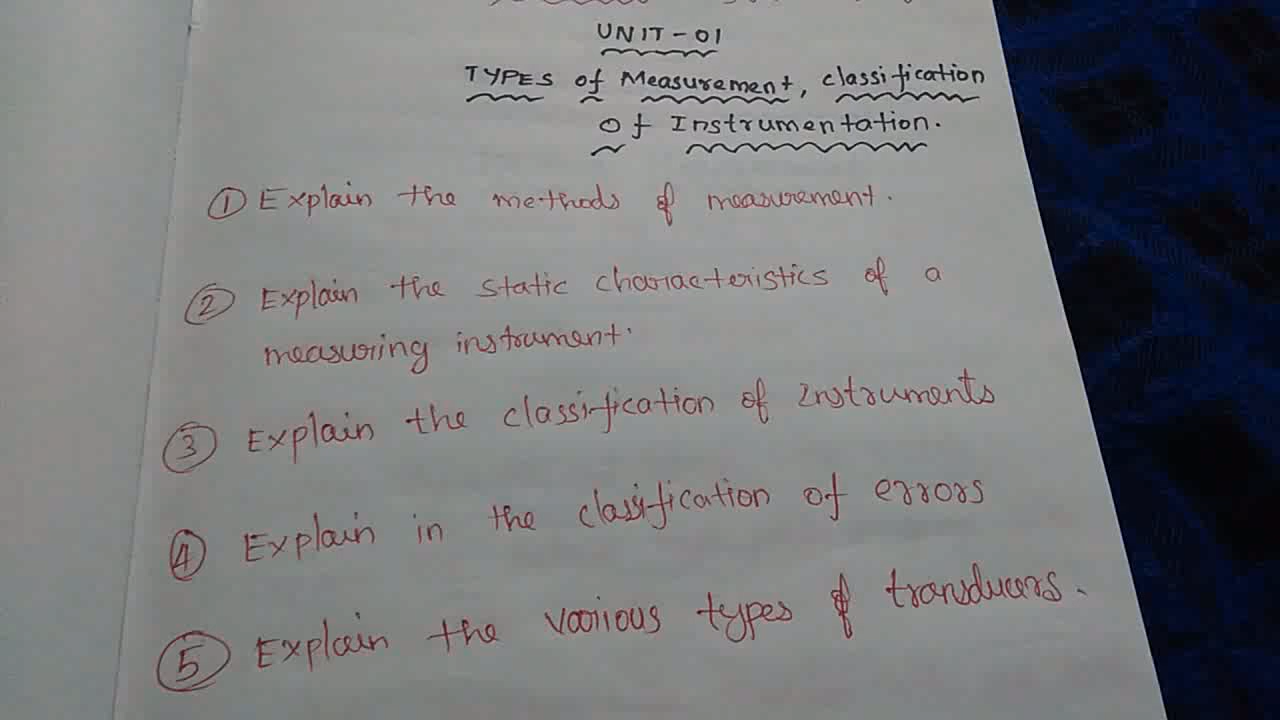 UNIT-01
TYPES of Measurement, classification
Of Instrumentation.
① Explain the methods of measurement.
② Explain the static characteristics of a
measuring instrument.
③ Explain the classification of Instruments
④ Explain in the classification of errors
⑤ Explain the various types of transducers.